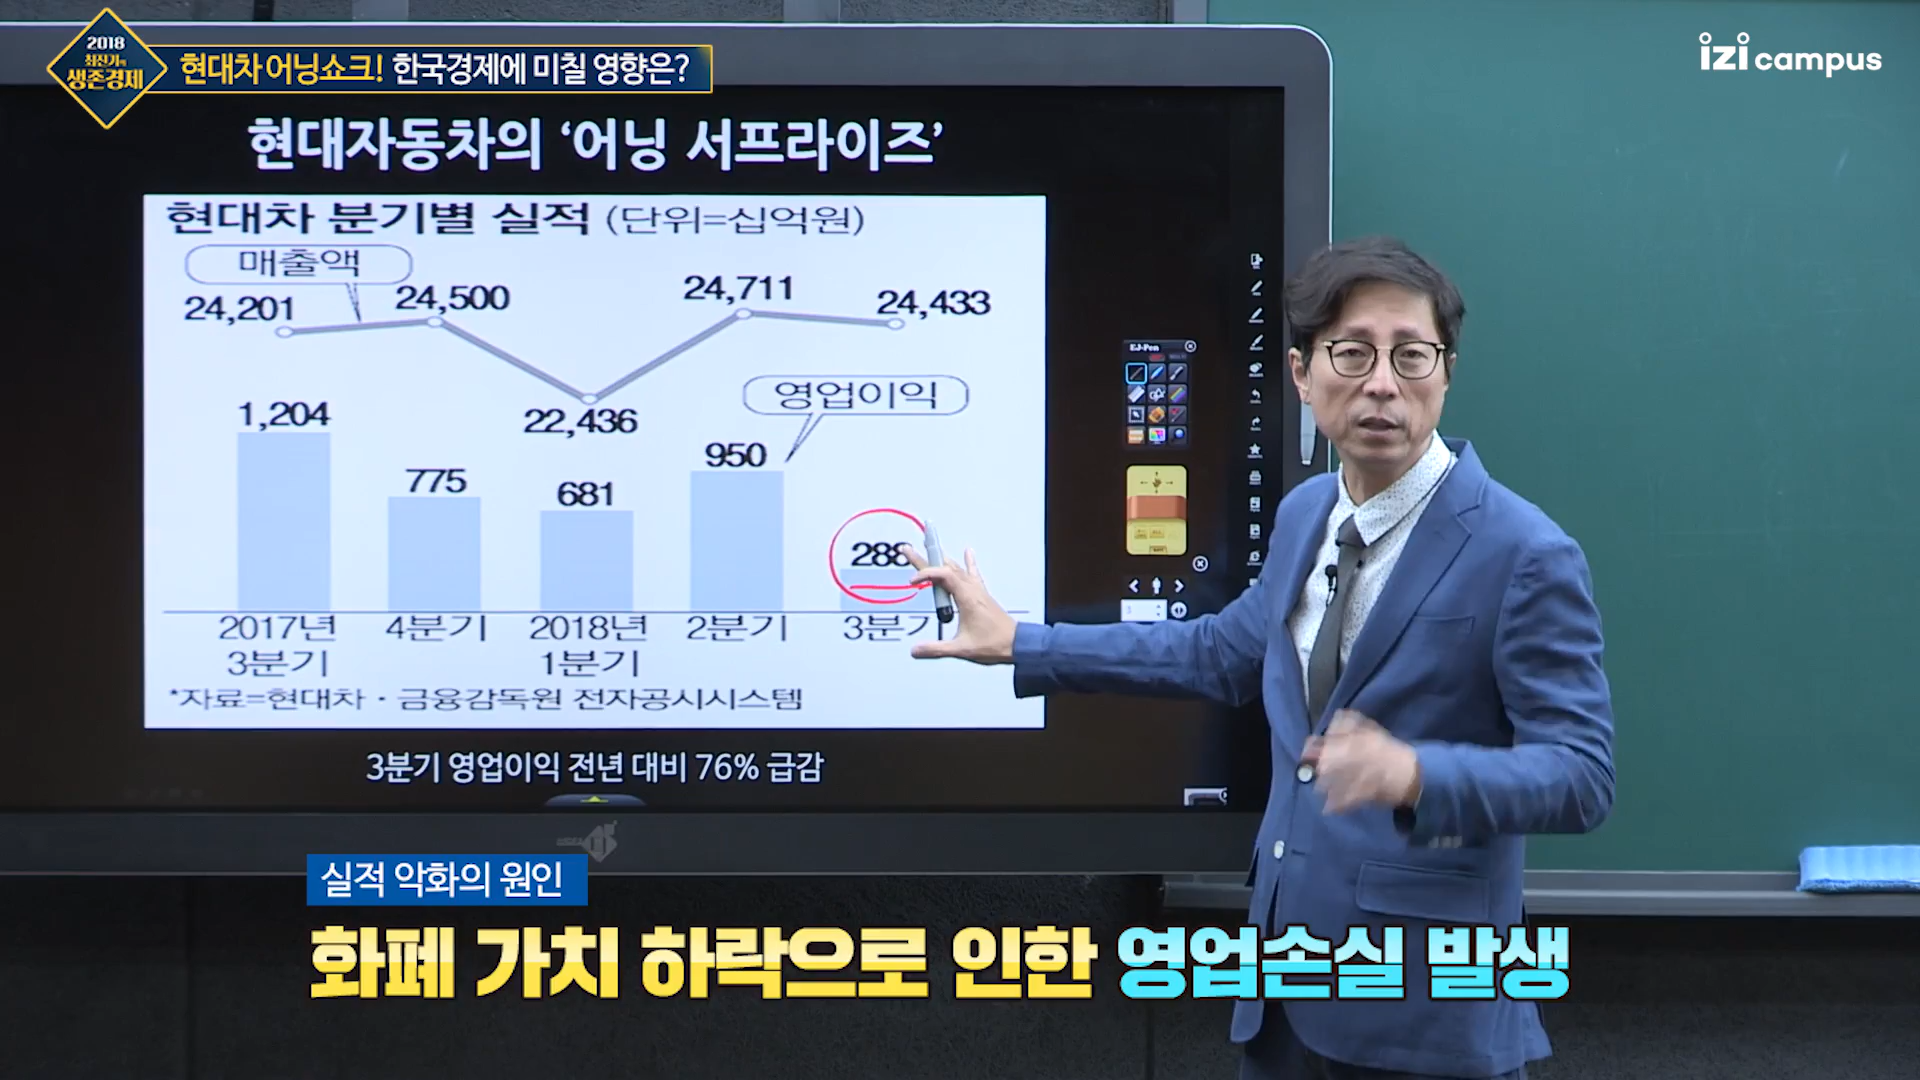 2018
최진기의
생존경제
현대차 어닝쇼크! 한국경제에 미칠 영향은?
izi campus
현대자동차의 ‘어닝 서프라이즈’
현대차 분기별 실적 (단위=십억원)
매출액
24,201
24,500
22,436
24,711
24,433
영업이익
1,204
775
681
950
288
2017년
3분기
4분기
2018년
1분기
2분기
3분기
*자료=현대차·금융감독원 전자공시시스템
3분기 영업이익 전년 대비 76% 급감
EJ-Pen
실적 악화의 원인
화폐 가치 하락으로 인한 영업손실 발생